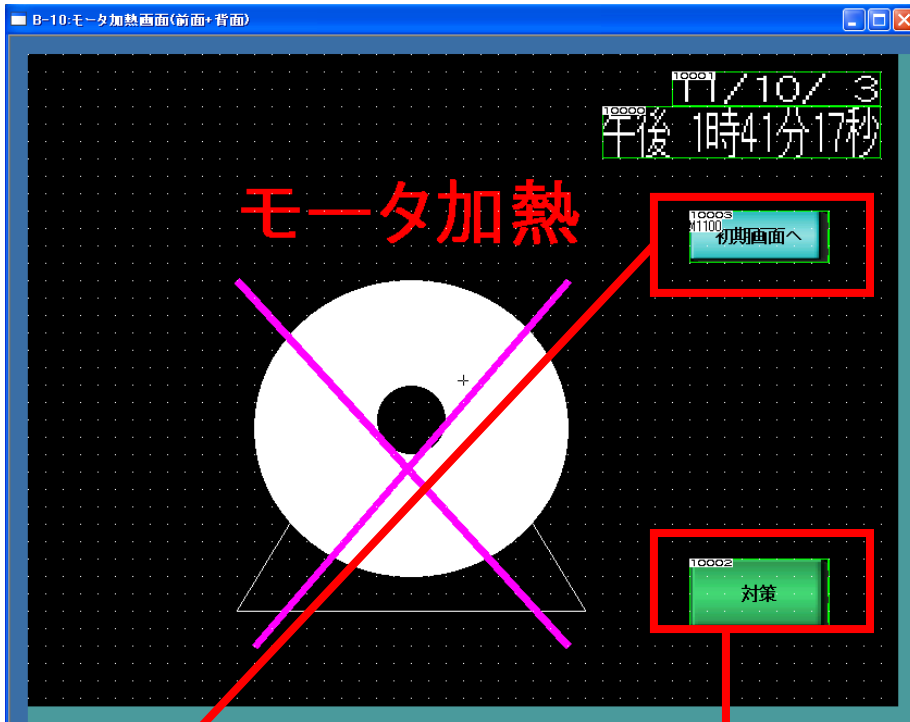 B-10:モータ加熱画面(前面+背面)
10001
11/10/ 3
10000
午後 1時41分17秒
モータ加熱
10003
M1100
初期画面へ
10002
対策